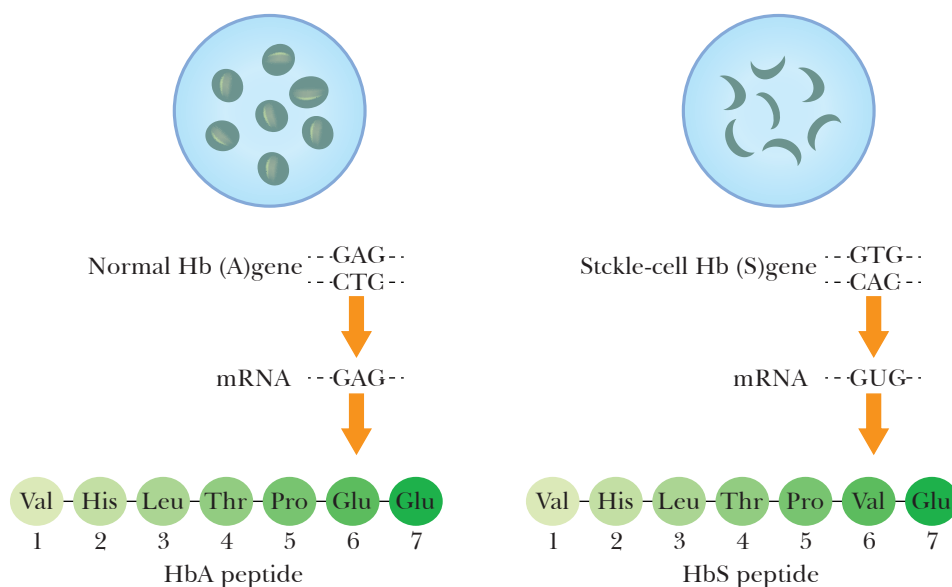 Normal Hb (A)gene
--- GAG ---
--- CTG ---
mRNA --- GAG ---
Val His Leu Thr Pro Glu Glu
1 2 3 4 5 6 7
HbA peptide
Stckle-cell Hb (S)gene
--- GTG ---
--- CAG ---
mRNA --- GUG ---
Val His Leu Thr Pro Val Glu
1 2 3 4 5 6 7
HbS peptide